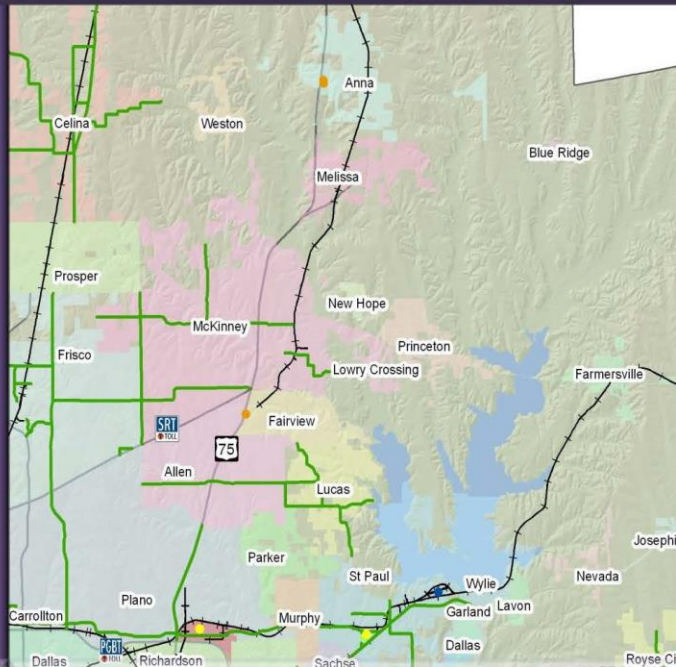 Anna
Celina
Weston
Blue Ridge
Melissa
Prosper
New Hope
McKinney
Princeton
Frisco
Lowry Crossing
Farmersville
SRT
TOLL
Fairview
75
Allen
Lucas
Josephi
Parker
St Paul
Wylie
Nevada
Plano
Carrollton
Murphy
Garland
Lavon
PGBT
TOLL
Dallas
Dallas
Richardson
Sachse
Royse Ci